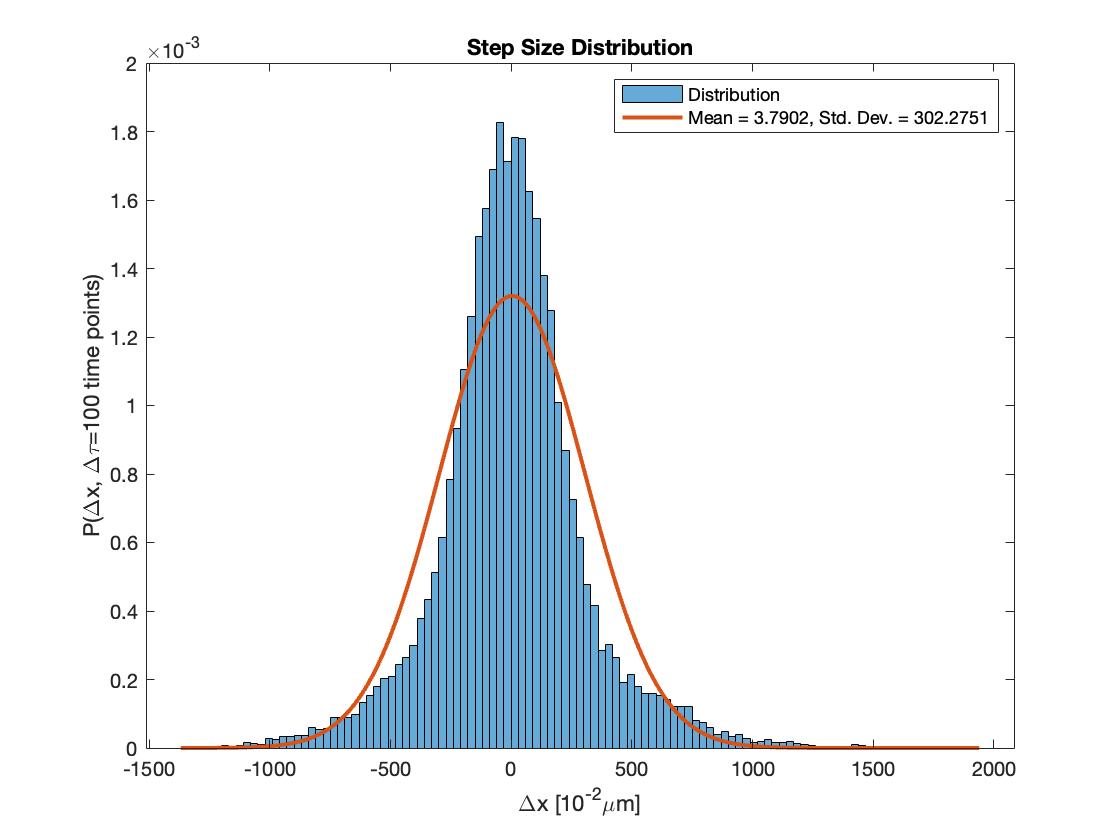 Step Size Distribution
×10⁻³
2
1.8
1.6
1.4
1.2
1
0.8
0.6
0.4
0.2
0
P(Δx, Δτ=100 time points)
Distribution
Mean = 3.7902, Std. Dev. = 302.2751
-1500 -1000 -500 0 500 1000 1500 2000
Δx [10⁻²μm]